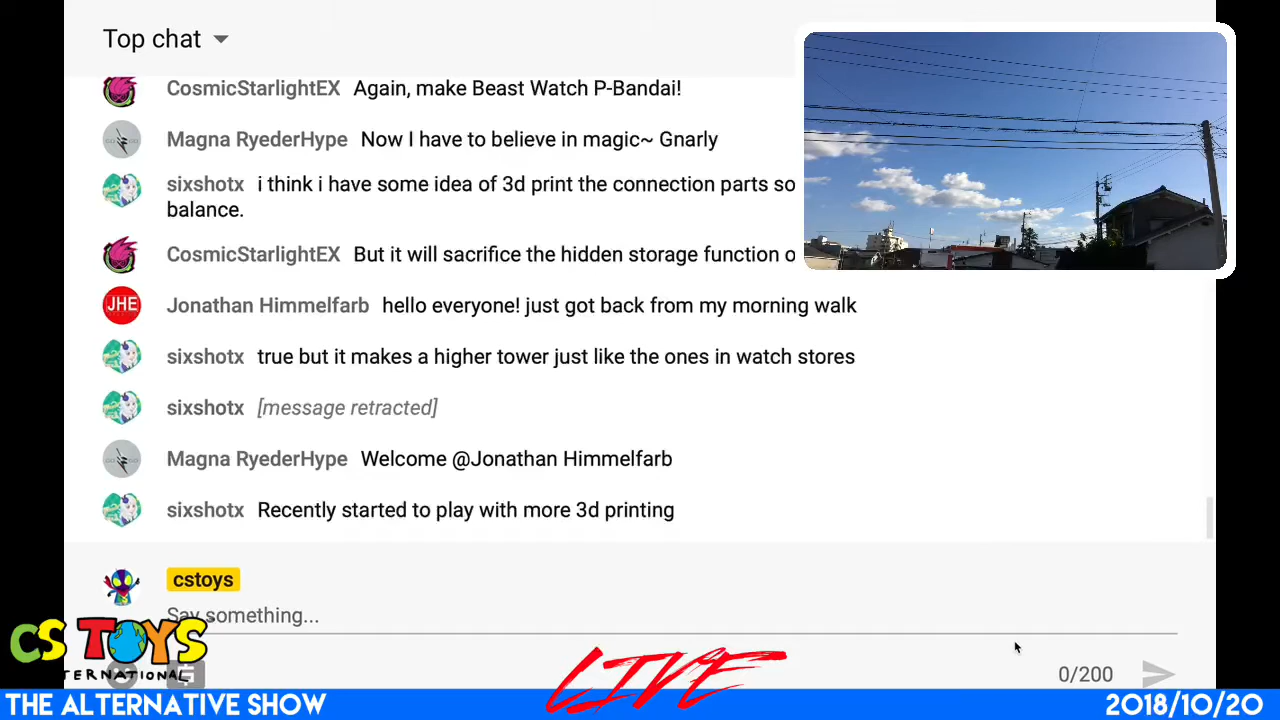 Top chat
CosmicStarlightEX Again, make Beast Watch P-Bandai!
Magna RyederHype Now I have to believe in magic~ Gnarly
sixshotx i think i have some idea of 3d print the connection parts so
balance.
CosmicStarlightEX But it will sacrifice the hidden storage function o
JHE Jonathan Himmelfarb hello everyone! just got back from my morning walk
sixshotx true but it makes a higher tower just like the ones in watch stores
sixshotx [message retracted]
Magna RyederHype Welcome @Jonathan Himmelfarb
sixshotx Recently started to play with more 3d printing
cstoys
Say something...
CS TOYS
TERNATIONAL
LIVE
0/200
THE ALTERNATIVE SHOW
2018/10/20